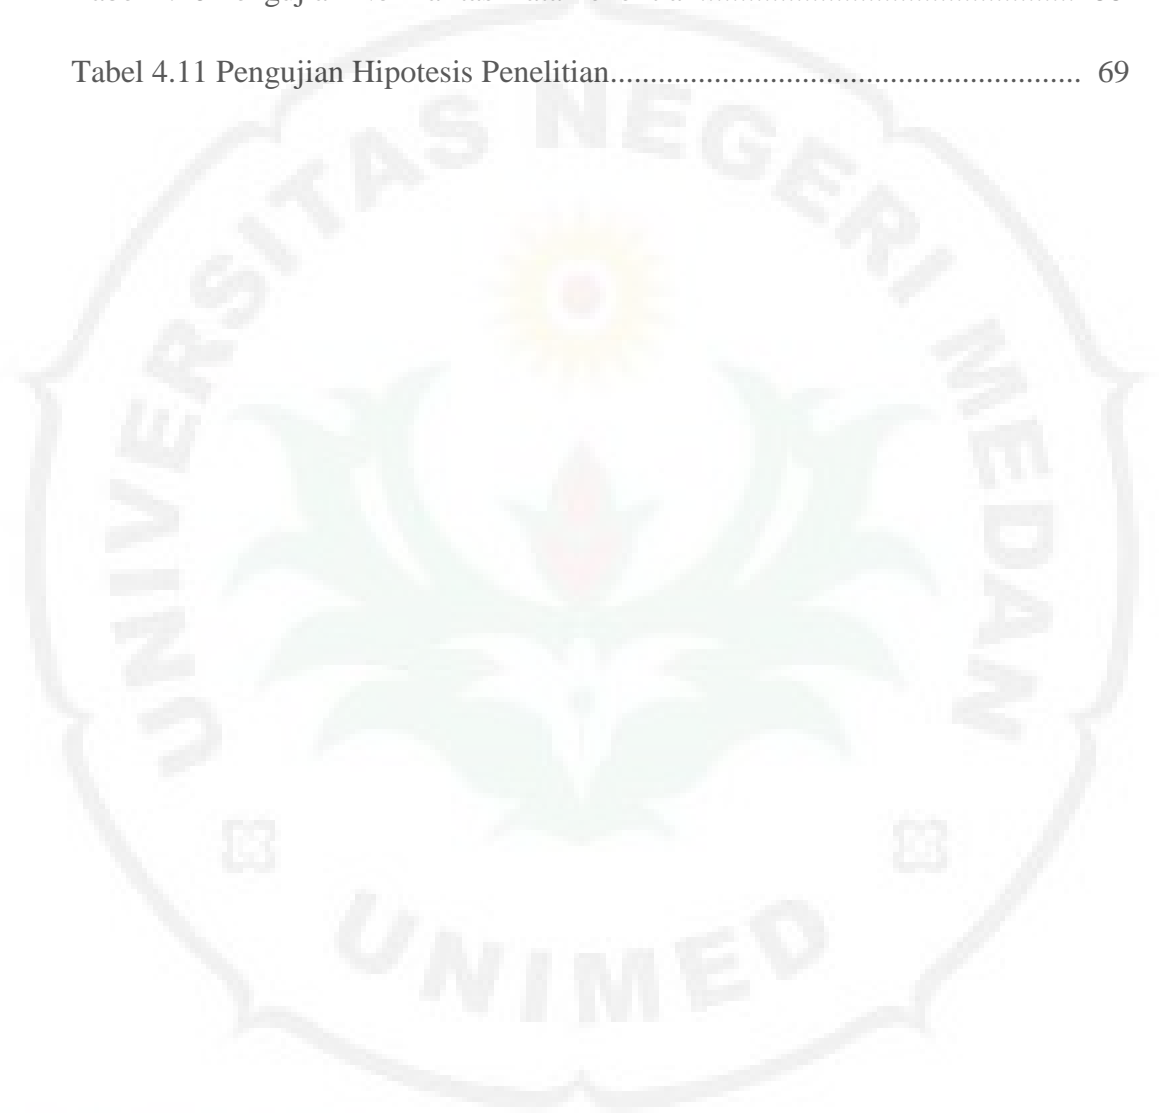 Tabel 4.11 Pengujian Hipotesis Penelitian............................................................ 69
UNIVERSITAS NEGERI MEDAN
UNIMED